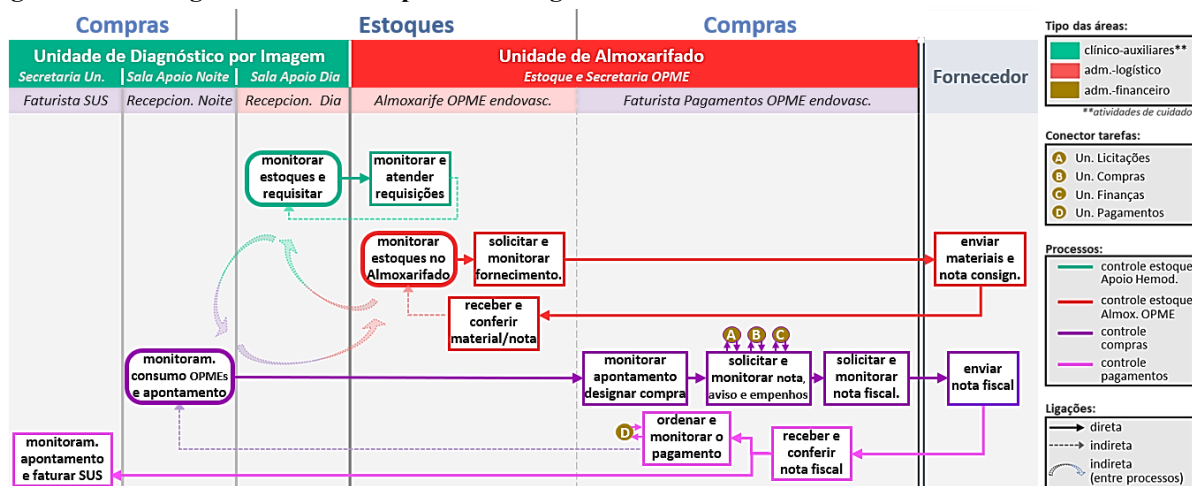 Compras
Estoques
Compras
Unidade de Diagnóstico por Imagem
Secretaria Un.
Sala Apoio Noite
Sala Apoio Dia
Unidade de Almoxarifado
Estoque e Secretaria OPME
Fornecedor
Faturista SUS
Recepcion. Noite
Recepcion. Dia
Almoxarife OPME endovasc.
Faturista Pagamentos OPME endovasc.
monitorar
estoques e
requisitar
monitorar e
atender
requisições
monitorar
estoques no
Almoxarifado
solicitar e
monitorar
fornecimento.
enviar
materiais e
nota consign.
receber e
conferir
material/nota
monitoram.
consumo OPMEs
e apontamento
monitorar
apontamento
designar compra
A
B
C
solicitar e
monitorar nota,
aviso e empenhos
solicitar e
monitorar
nota fiscal.
enviar
nota fiscal
D
ordenar e
monitorar o
pagamento
receber e
conferir
nota fiscal
monitoram.
apontamento
e faturar SUS
Tipo das áreas:
clínico-auxiliares**
adm.-logístico
adm.-financeiro
**atividades de cuidado
Conector tarefas:
A Un. Licitações
B Un. Compras
C Un. Finanças
D Un. Pagamentos
Processos:
controle estoque
Apoio Hemod.
controle estoque
Almox. OPME
controle
compras
controle
pagamentos
Ligações:
direta
indireta
indireta
(entre processos)